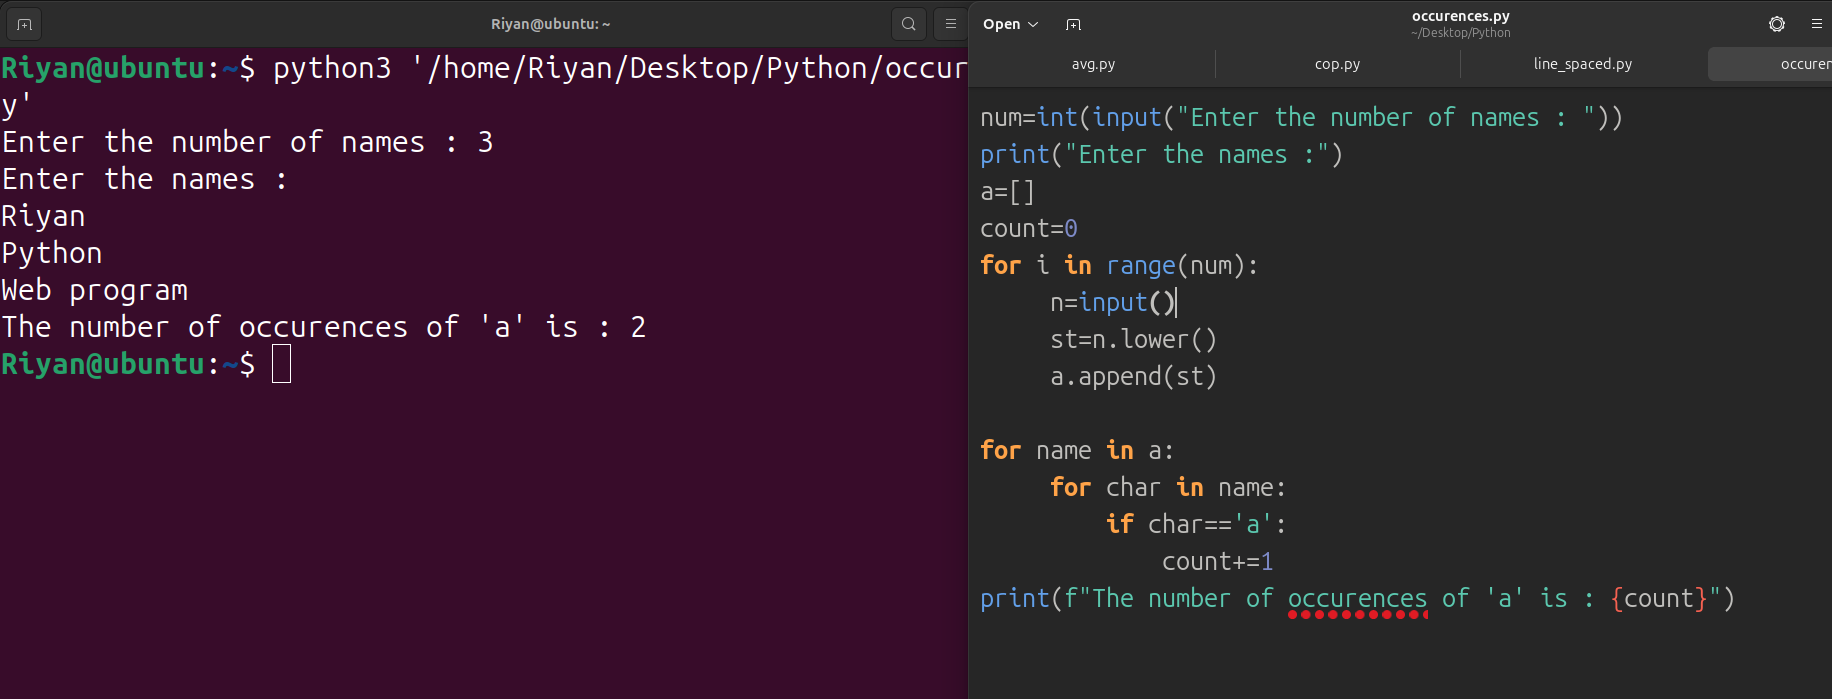 Riyan@ubuntu: ~
Riyan@ubuntu:~$ python3 '/home/Riyan/Desktop/Python/occur
y'
Enter the number of names : 3
Enter the names :
Riyan
Python
Web program
The number of occurences of 'a' is : 2
Riyan@ubuntu:~$
Open
occurences.py
~/Desktop/Python
avg.py
cop.py
line_spaced.py
occuren
num=int(input("Enter the number of names : "))
print("Enter the names :")
a=[]
count=0
for i in range(num):
     n=input()
     st=n.lower()
     a.append(st)

for name in a:
     for char in name:
         if char=='a':
             count+=1
print(f"The number of occurences of 'a' is : {count}")